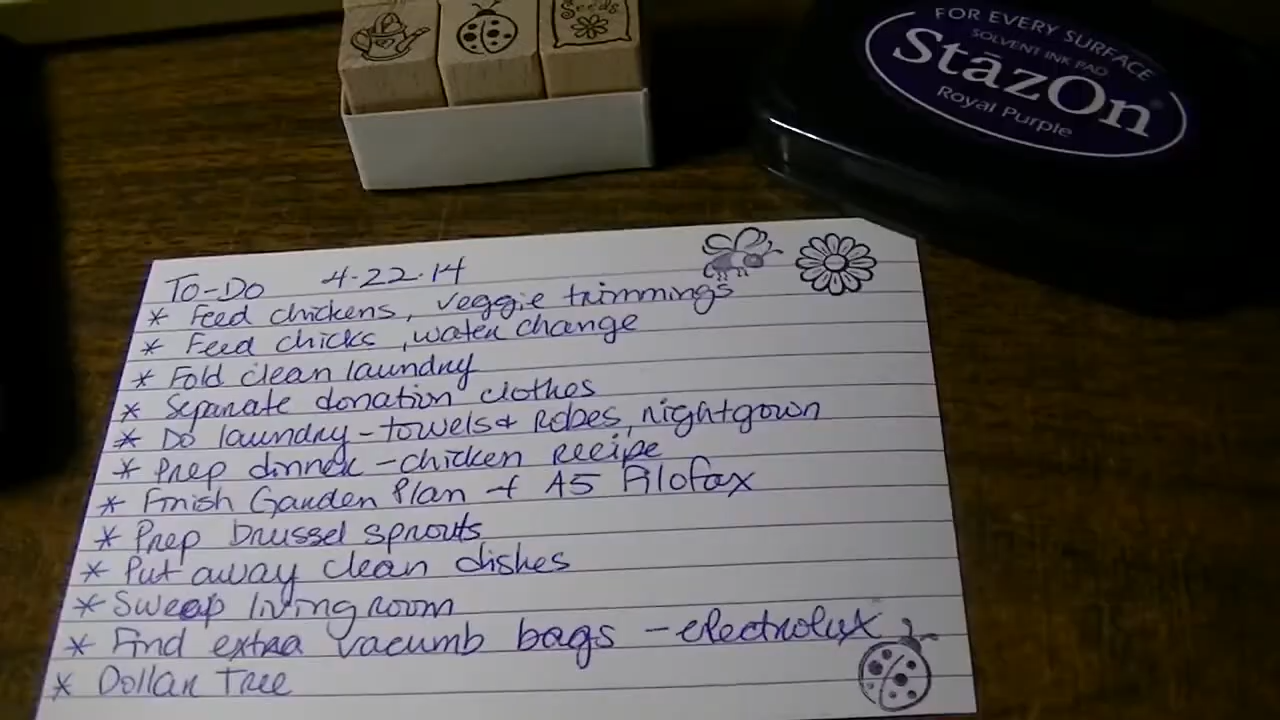 Seeds
FOR EVERY SURFACE
SOLVENT INK PAD
StāzOn®
Royal Purple
To-Do 4-22-14
* Feed chickens, veggie trimmings
* Feed chicks, water change
* Fold clean laundry
* Separate donation clothes
* Do laundry - towels + Robes, nightgown
* Prep dinner - chicken recipe
* Finish Garden Plan + A5 Filofax
* Prep brussel sprouts
* Put away clean dishes
* Sweep living room
* Find extra vacumb bags - electrolux
* Dollar Tree